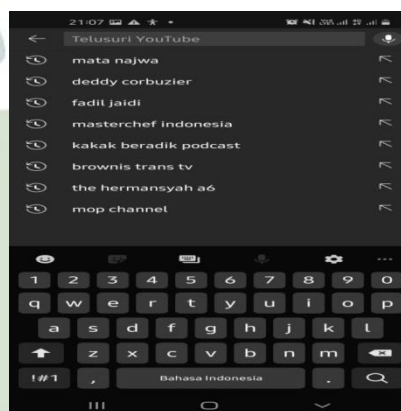 21:07
Telusuri YouTube
mata najwa
deddy corbuzier
fadil jaidi
masterchef indonesia
kakak beradik podcast
brownis trans tv
the hermansyah a6
mop channel
1 2 3 4 5 6 7 8 9 0
q w e r t y u i o p
a s d f g h j k l
z x c v b n m
!#1 , Bahasa Indonesia .